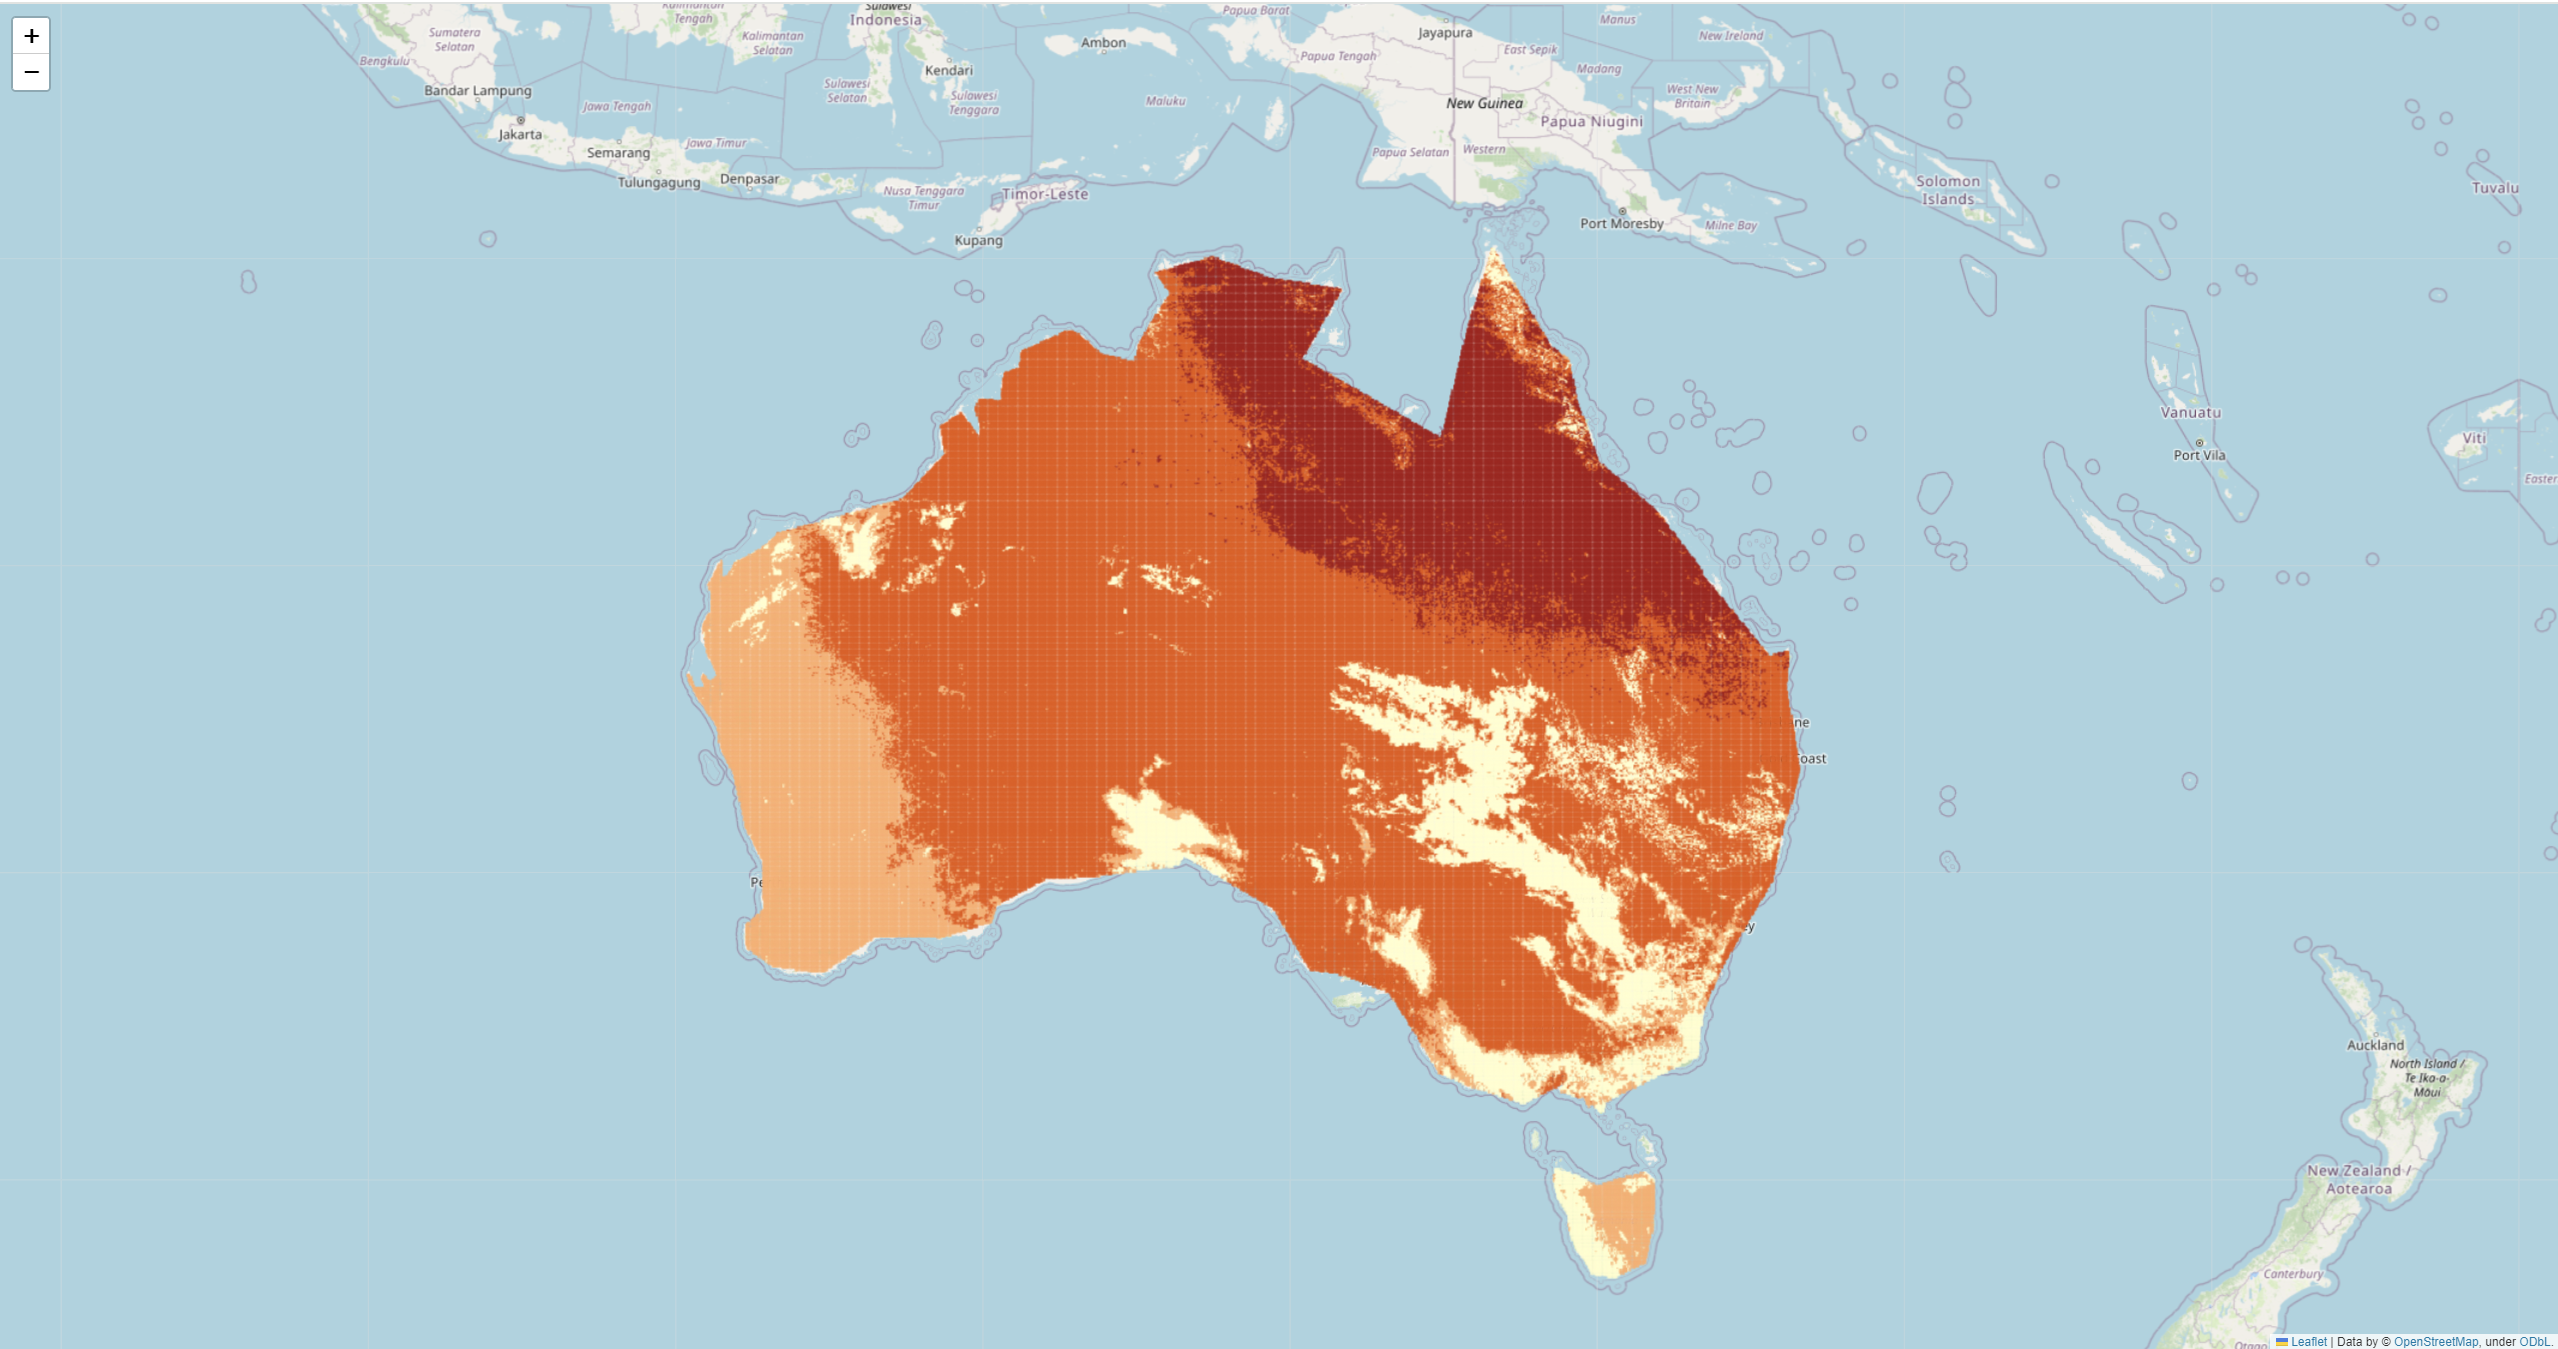 +
−
Kalimantan
Tengah
Sulawesi
Indonesia
Papua Barat
Manus
Sumatera
Selatan
Kalimantan
Selatan
Ambon
Jayapura
East Sepik
New Ireland
Bengkulu
Kendari
Papua Tengah
Madang
Bandar Lampung
Sulawesi
Selatan
Sulawesi
Tenggara
Maluku
New Guinea
West New
Britain
Jawa Tengah
Papua Niugini
Jakarta
Semarang
Jawa Timur
Papua Selatan
Western
Tulungagung
Denpasar
Nusa Tenggara
Timur
Timor-Leste
Solomon
Islands
Tuvalu
Kupang
Port Moresby
Milne Bay
Vanuatu
Viti
Port Vila
Easter
ne
oast
Pe
ey
Auckland
North Island /
Te Ika-a-
Māui
New Zealand /
Aotearoa
Canterbury
Otago
Leaflet | Data by © OpenStreetMap, under ODbL.